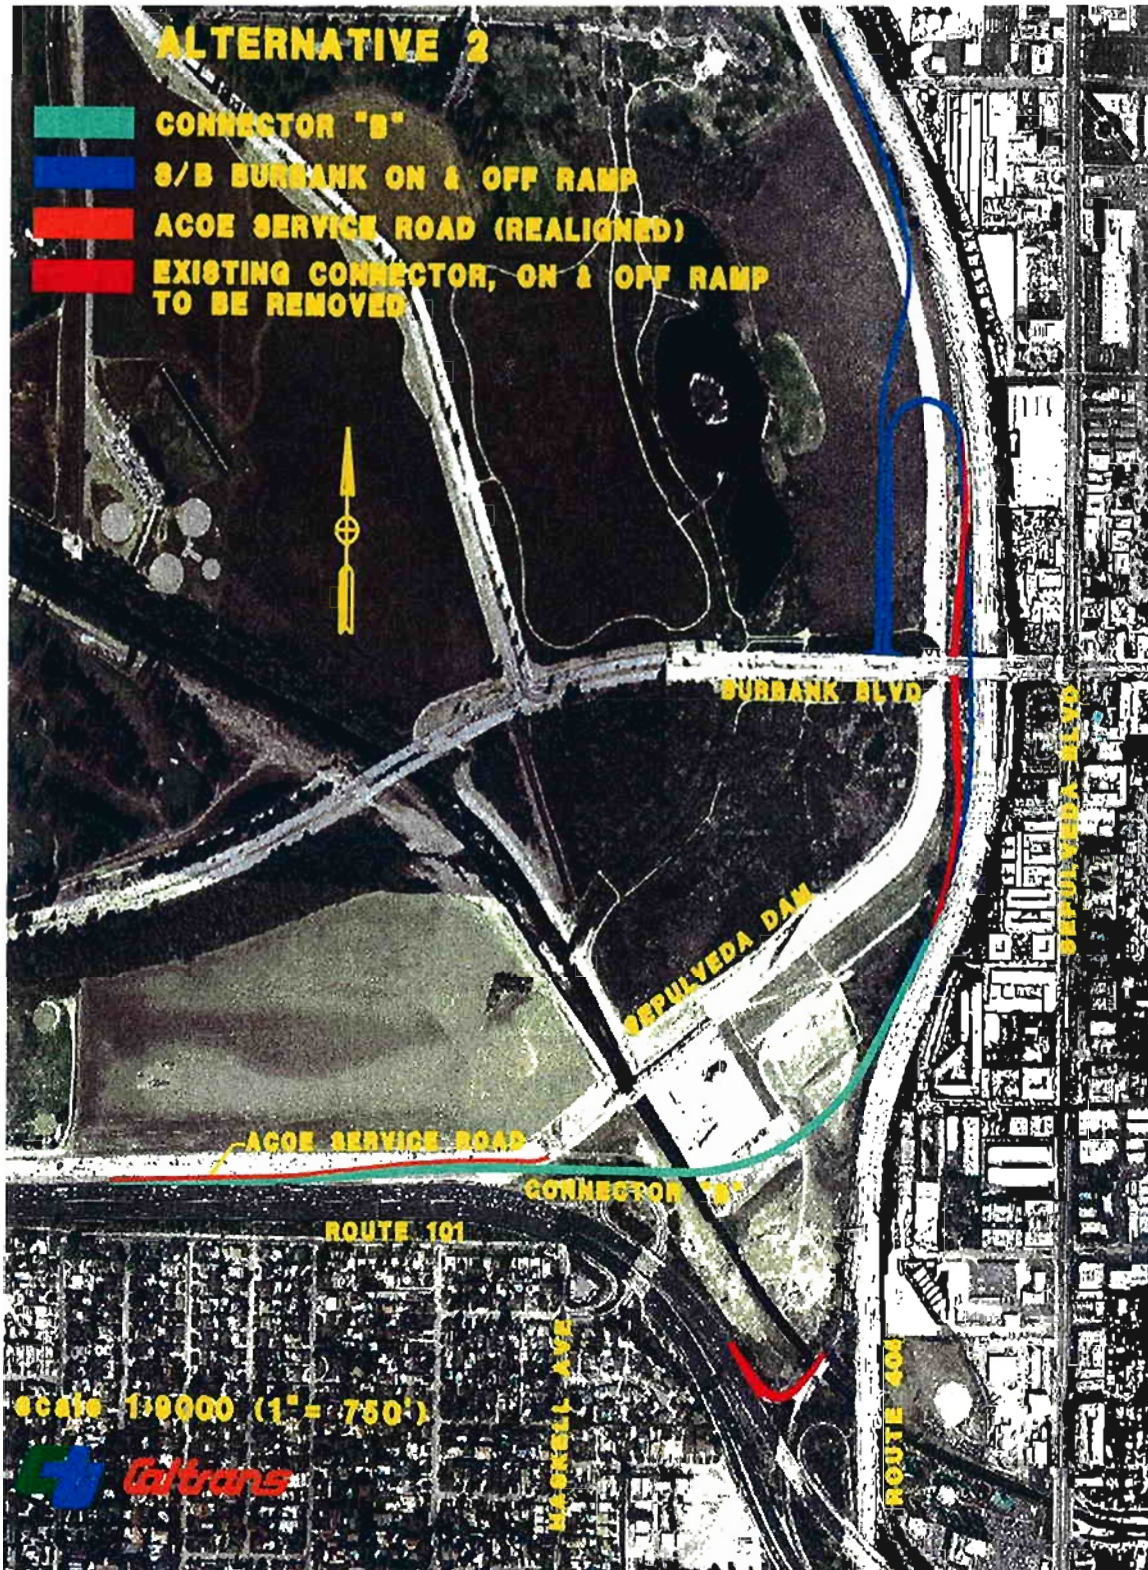 ALTERNATIVE 2
CONNECTOR "B"
S/B BURBANK ON & OFF RAMP
ACOE SERVICE ROAD (REALIGNED)
EXISTING CONNECTOR, ON & OFF RAMP
TO BE REMOVED
BURBANK BLVD
SEPULVEDA BLVD
SEPULVEDA DAM
ACOE SERVICE ROAD
CONNECTOR "B"
ROUTE 101
HASKELL AVE
ROUTE 404
scale 1:9000 (1"= 750')
Caltrans